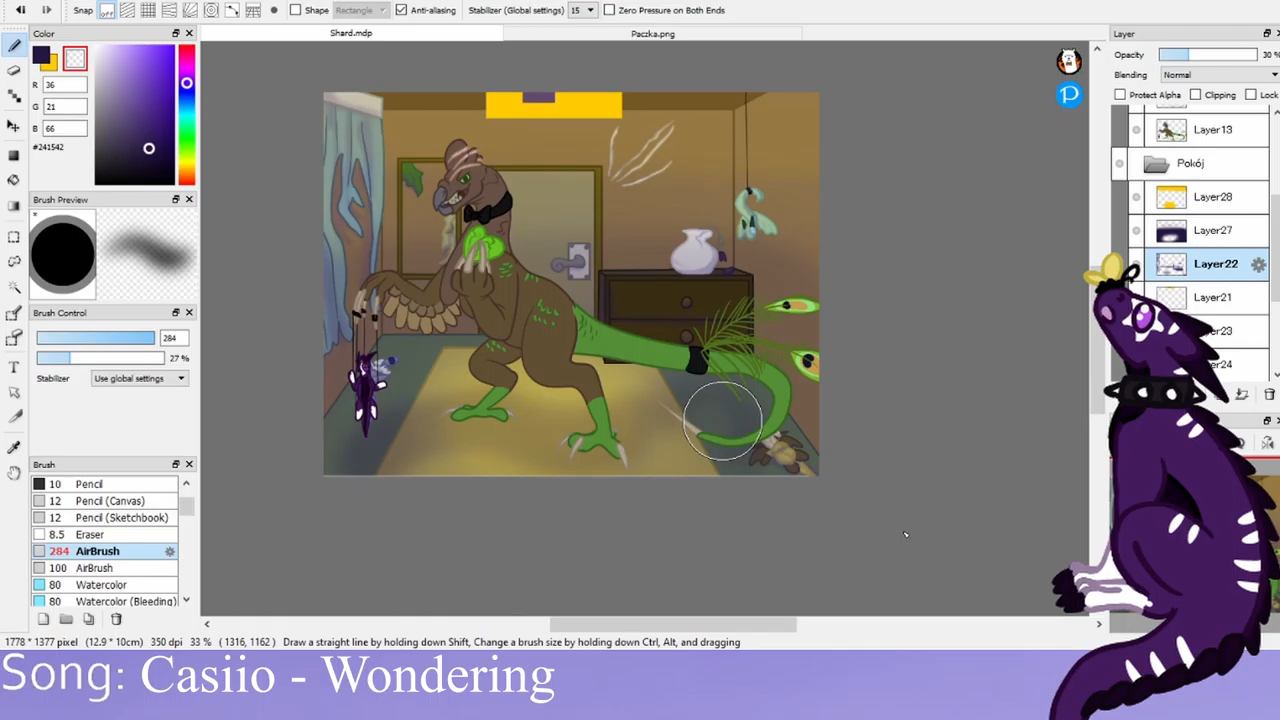 Snap off Shape Rectangle Anti-aliasing Stabilizer (Global settings) 15 Zero Pressure on Both Ends
Color
Shard.mdp
Paczka.png
Layer
R 36
G 21
B 66
#241542
Opacity 30 %
Blending Normal
Protect Alpha Clipping Lock
Layer13
Pokój
Layer28
Layer27
Layer22
Layer21
23
24
Brush Preview
*
Brush Control
284
27 %
Stabilizer Use global settings
Brush
10 Pencil
12 Pencil (Canvas)
12 Pencil (Sketchbook)
8.5 Eraser
284 AirBrush
100 AirBrush
80 Watercolor
80 Watercolor (Bleeding)
1778 * 1377 pixel (12.9 * 10cm) 350 dpi 33 % ( 1316, 1162 ) Draw a straight line by holding down Shift, Change a brush size by holding down Ctrl, Alt, and dragging
Song: Casiio - Wondering